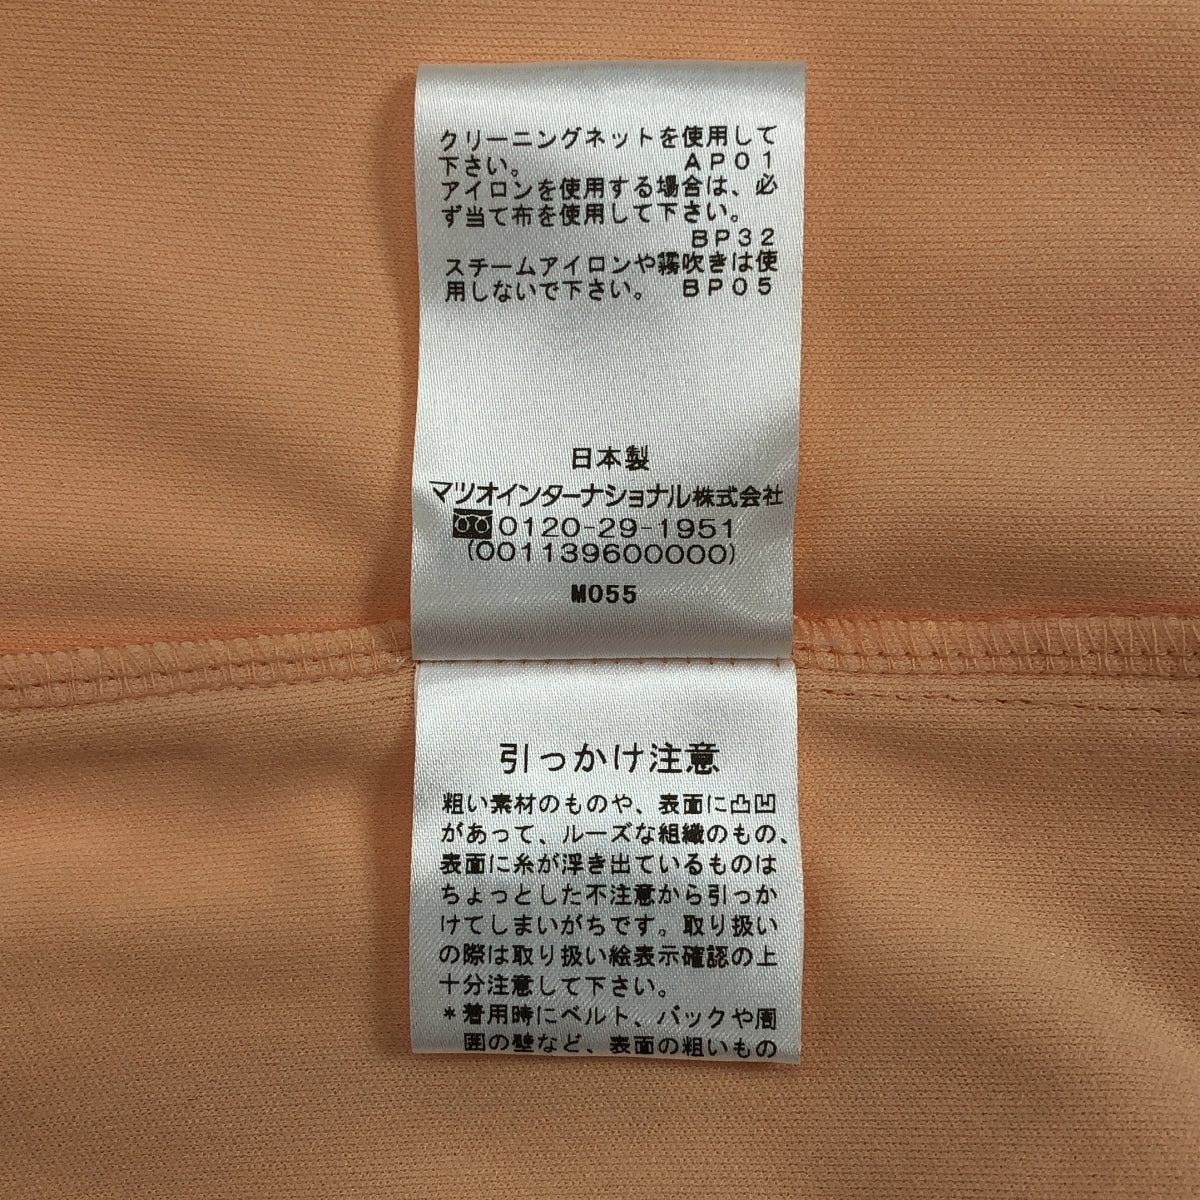 クリーニングネットを使用して
下さい。 AP01
アイロンを使用する場合は、必
ず当て布を使用して下さい。
BP32
スチームアイロンや霧吹きは使
用しないで下さい。 BP05
日本製
マツオインターナショナル株式会社
0120-29-1951
(001139600000)
M055
引っかけ注意
粗い素材のものや、表面に凸凹
があって、ルーズな組織のもの、
表面に糸が浮き出ているものは
ちょっとした不注意から引っか
けてしまいがちです。取り扱い
の際は取り扱い絵表示確認の上
十分注意して下さい。
*着用時にベルト、バックや周
囲の壁など、表面の粗いもの